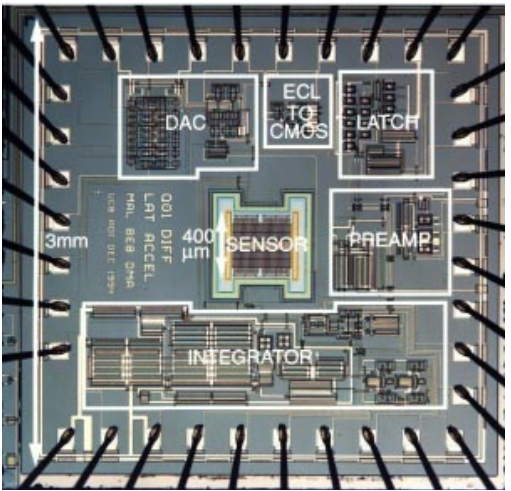 DAC
ECL
TO
CMOS
LATCH
001 DIFF
LAT ACCEL
MAL BEB DMA
UCB ADI DEC 1994
3mm
400
µm
SENSOR
PREAMP
INTEGRATOR